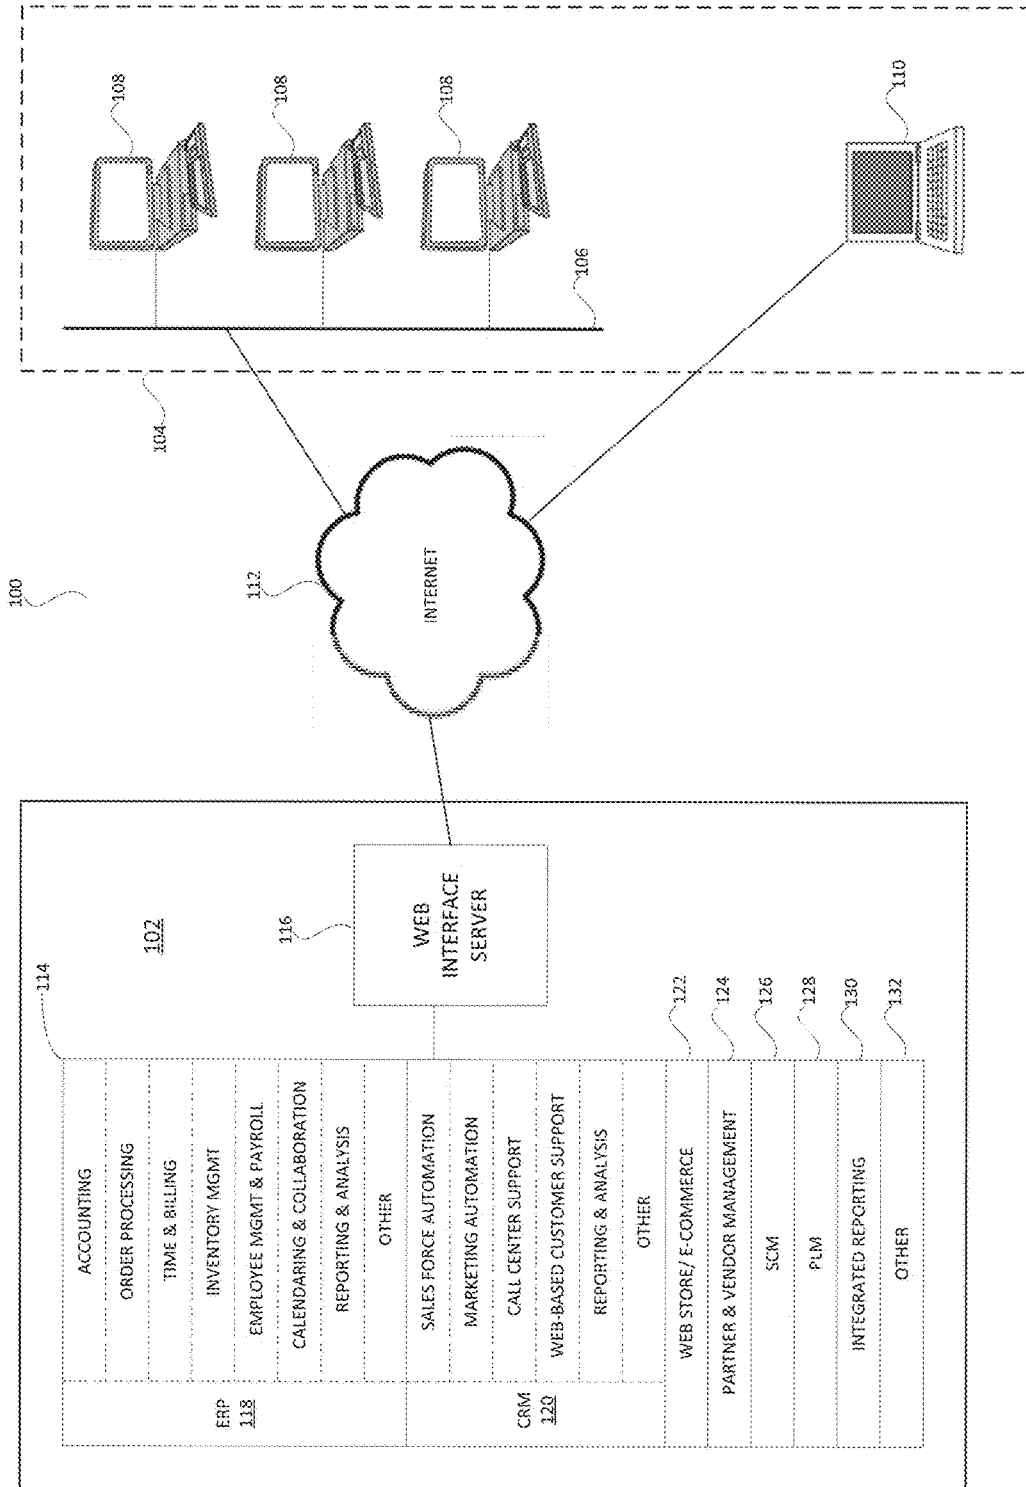 100
102
114
ERP
118
ACCOUNTING
ORDER PROCESSING
TIME & BILLING
INVENTORY MGMT
EMPLOYEE MGMT & PAYROLL
CALENDARING & COLLABORATION
REPORTING & ANALYSIS
OTHER
CRM
120
SALES FORCE AUTOMATION
MARKETING AUTOMATION
CALL CENTER SUPPORT
WEB-BASED CUSTOMER SUPPORT
REPORTING & ANALYSIS
OTHER
WEB STORE/ E-COMMERCE
122
PARTNER & VENDOR MANAGEMENT
124
SCM
126
PLM
128
INTEGRATED REPORTING
130
OTHER
132
116
WEB
INTERFACE
SERVER
112
INTERNET
104
106
108
108
108
110